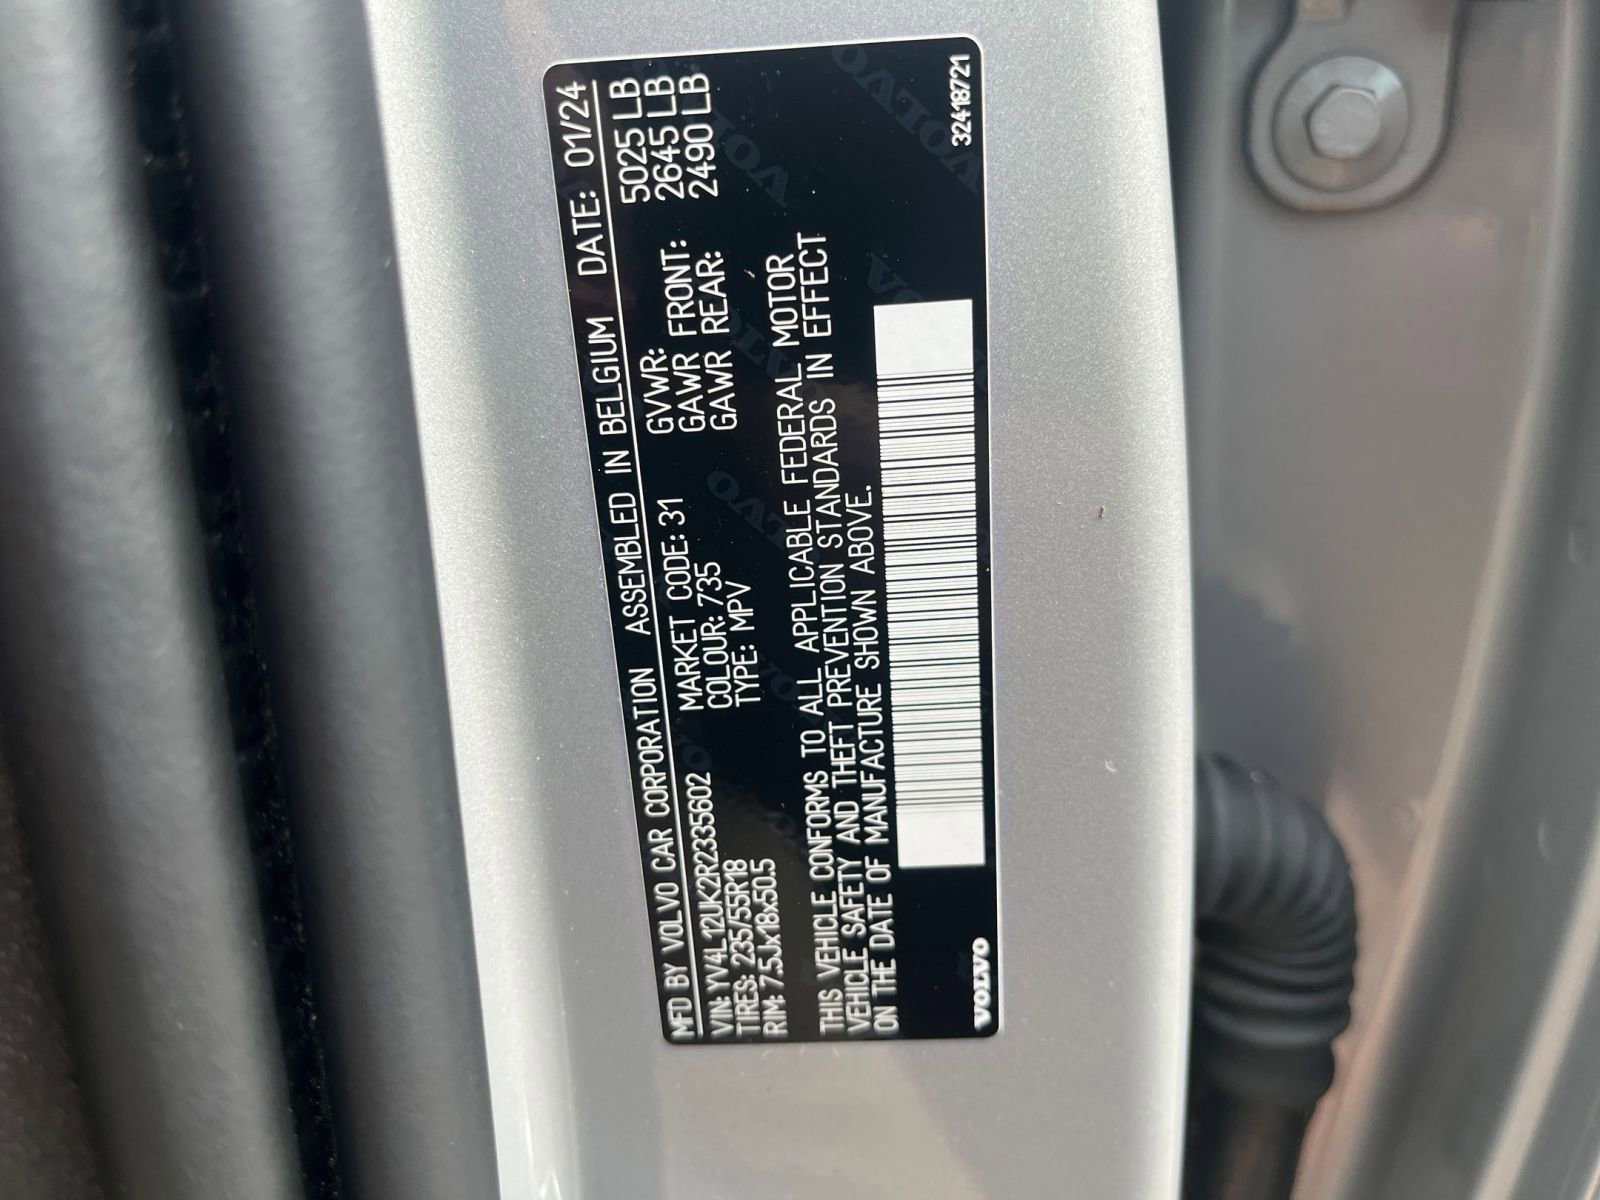 MFD BY VOLVO CAR CORPORATION ASSEMBLED IN BELGIUM DATE: 01/24
VIN: YV4L12UK2R2335602 MARKET CODE: 31 GVWR: 5025 LB
TIRES: 235/55R18 COLOUR: 735 GAWR FRONT: 2645 LB
RIM: 7.5Jx18x50.5 TYPE: MPV GAWR REAR: 2490 LB
THIS VEHICLE CONFORMS TO ALL APPLICABLE FEDERAL MOTOR
VEHICLE SAFETY AND THEFT PREVENTION STANDARDS IN EFFECT
ON THE DATE OF MANUFACTURE SHOWN ABOVE.
VOLVO 32418721